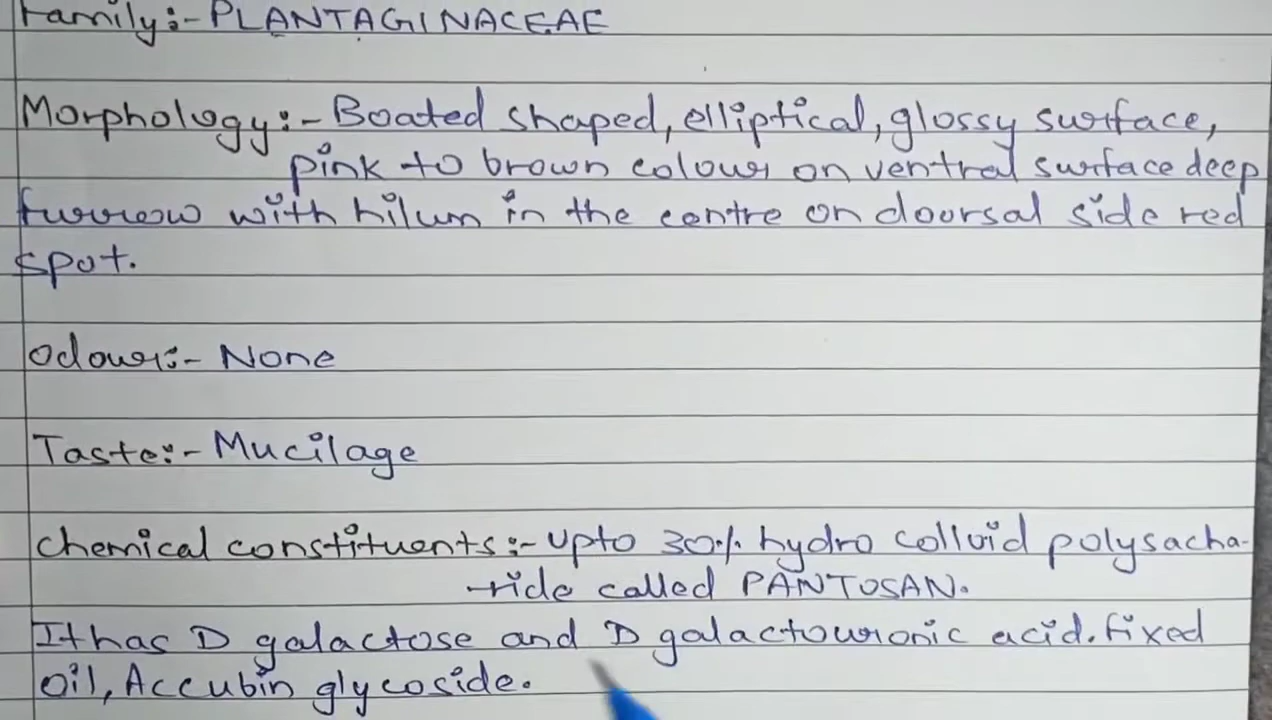 Family:- PLANTAGINACEAE
Morphology:- Boated shaped, elliptical, glossy surface,
pink to brown colour on ventral surface deep
furrow with hilum in the centre on doorsal side red
spot.
Odour:- None
Taste:- Mucilage
Chemical constituents:- Upto 30% hydro colloid polysacha-
-ride called PANTOSAN.
It has D galactose and D galactouronic acid. Fixed
Oil, Accubin glycoside.